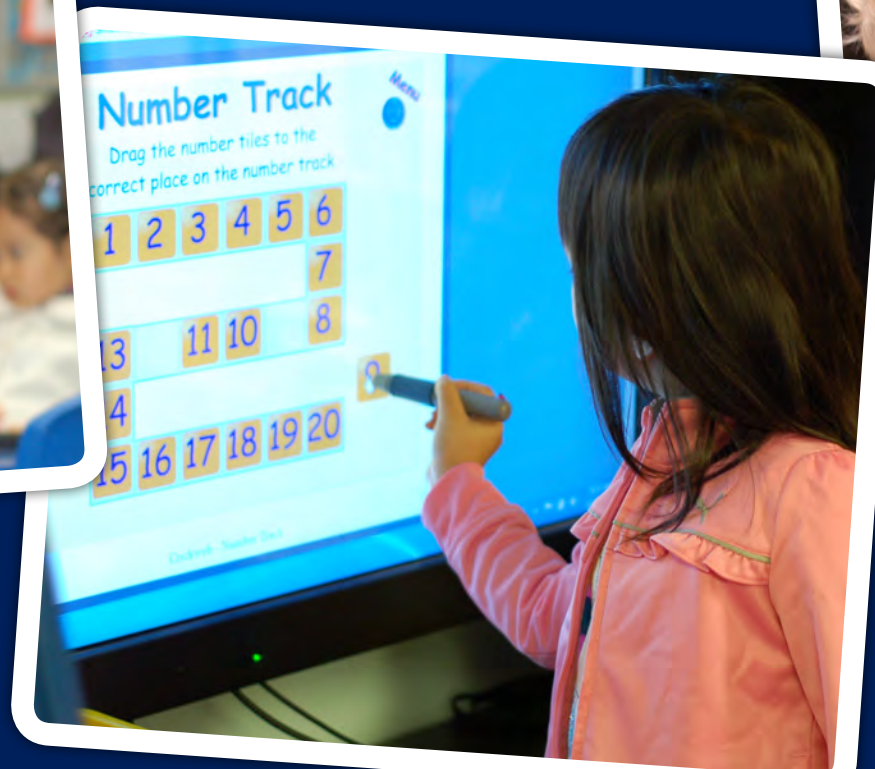 Menu
Number Track
Drag the number tiles to the
correct place on the number track
1 2 3 4 5 6
7
13 11 10 8
9
4
15 16 17 18 19 20